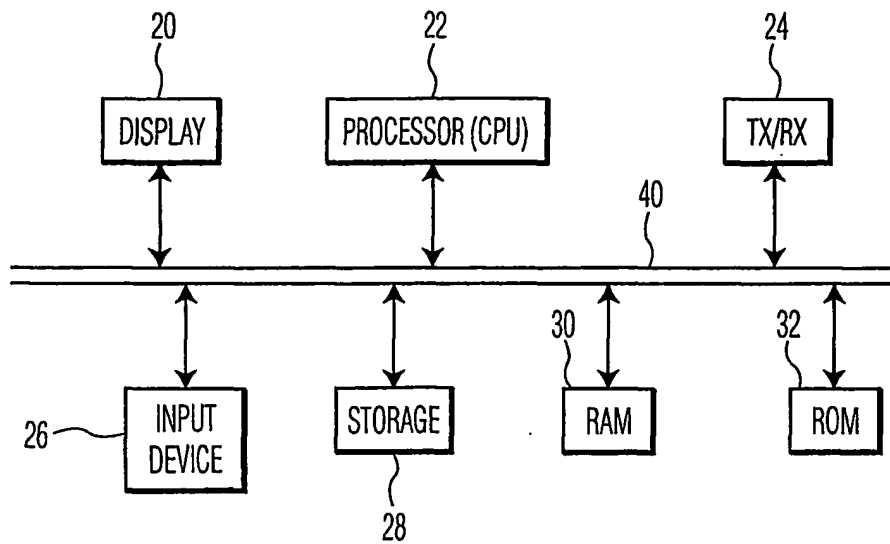 20
22
24
DISPLAY
PROCESSOR (CPU)
TX/RX
40
30
32
26
INPUT
DEVICE
STORAGE
RAM
ROM
28